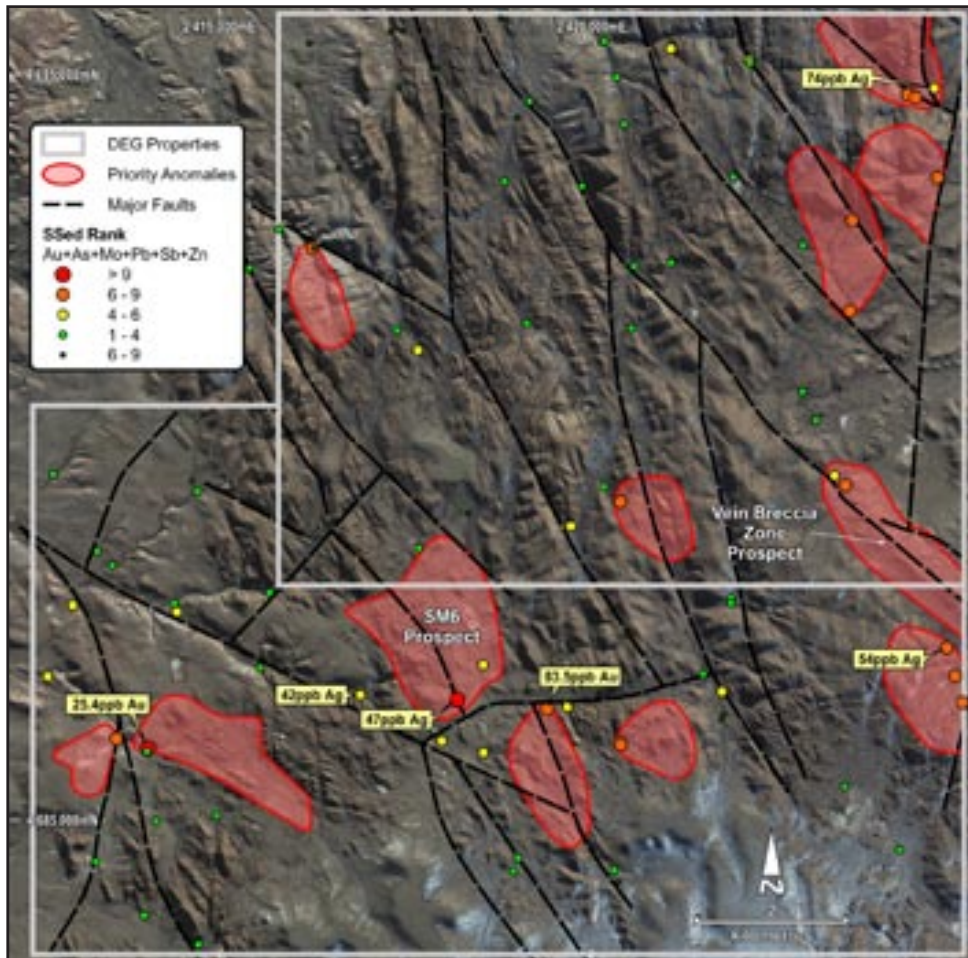 74ppb Ag
DEG Properties
Priority Anomalies
Major Faults
SSed Rank
Au+As+Mo+Pb+Sb+Zn
> 9
6 - 9
4 - 6
1 - 4
6 - 9
Vein Breccia
Zone
Prospect
SM6
Prospect
54ppb Ag
83.5ppb Au
42ppb Ag
25.4ppb Au
47ppb Ag
N